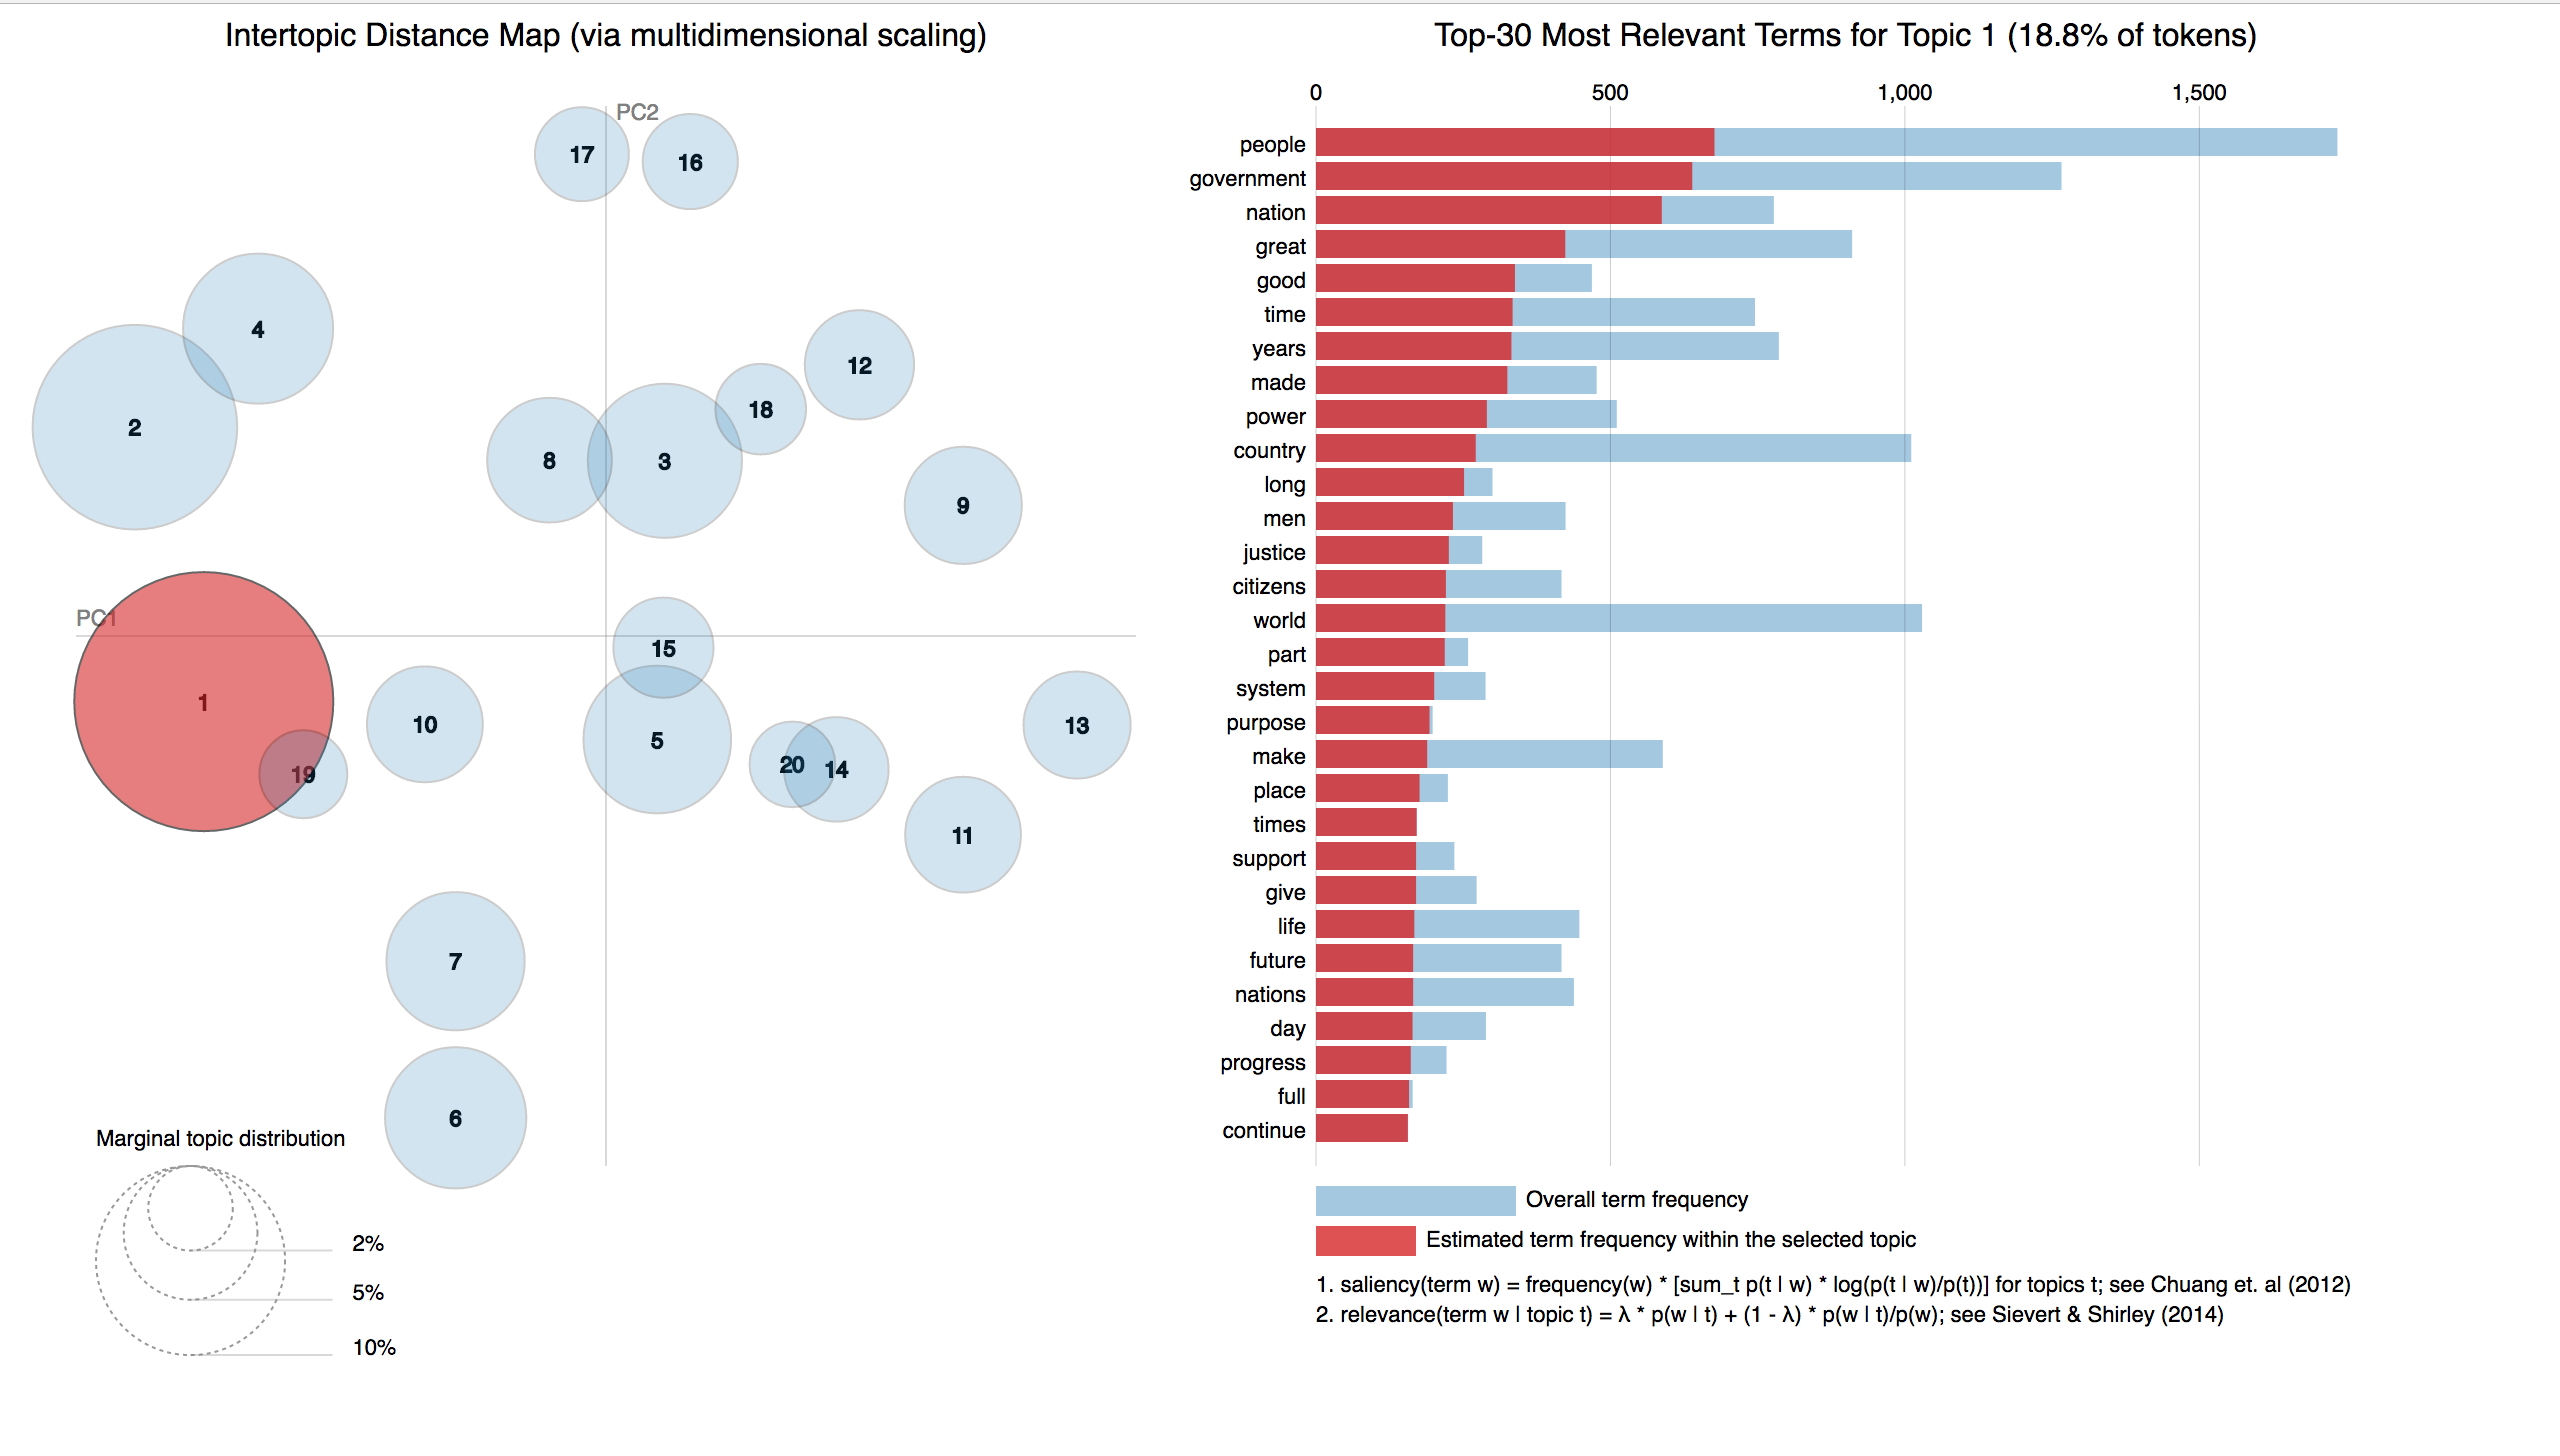 Intertopic Distance Map (via multidimensional scaling)
PC2
17
16
4
12
2
18
8
3
9
PC1
15
1
10
5
13
20
14
19
11
7
6
Marginal topic distribution
2%
5%
10%
Top-30 Most Relevant Terms for Topic 1 (18.8% of tokens)
0 500 1,000 1,500
people
government
nation
great
good
time
years
made
power
country
long
men
justice
citizens
world
part
system
purpose
make
place
times
support
give
life
future
nations
day
progress
full
continue
Overall term frequency
Estimated term frequency within the selected topic
1. saliency(term w) = frequency(w) * [sum_t p(t | w) * log(p(t | w)/p(t))] for topics t; see Chuang et. al (2012)
2. relevance(term w | topic t) = λ * p(w | t) + (1 - λ) * p(w | t)/p(w); see Sievert & Shirley (2014)